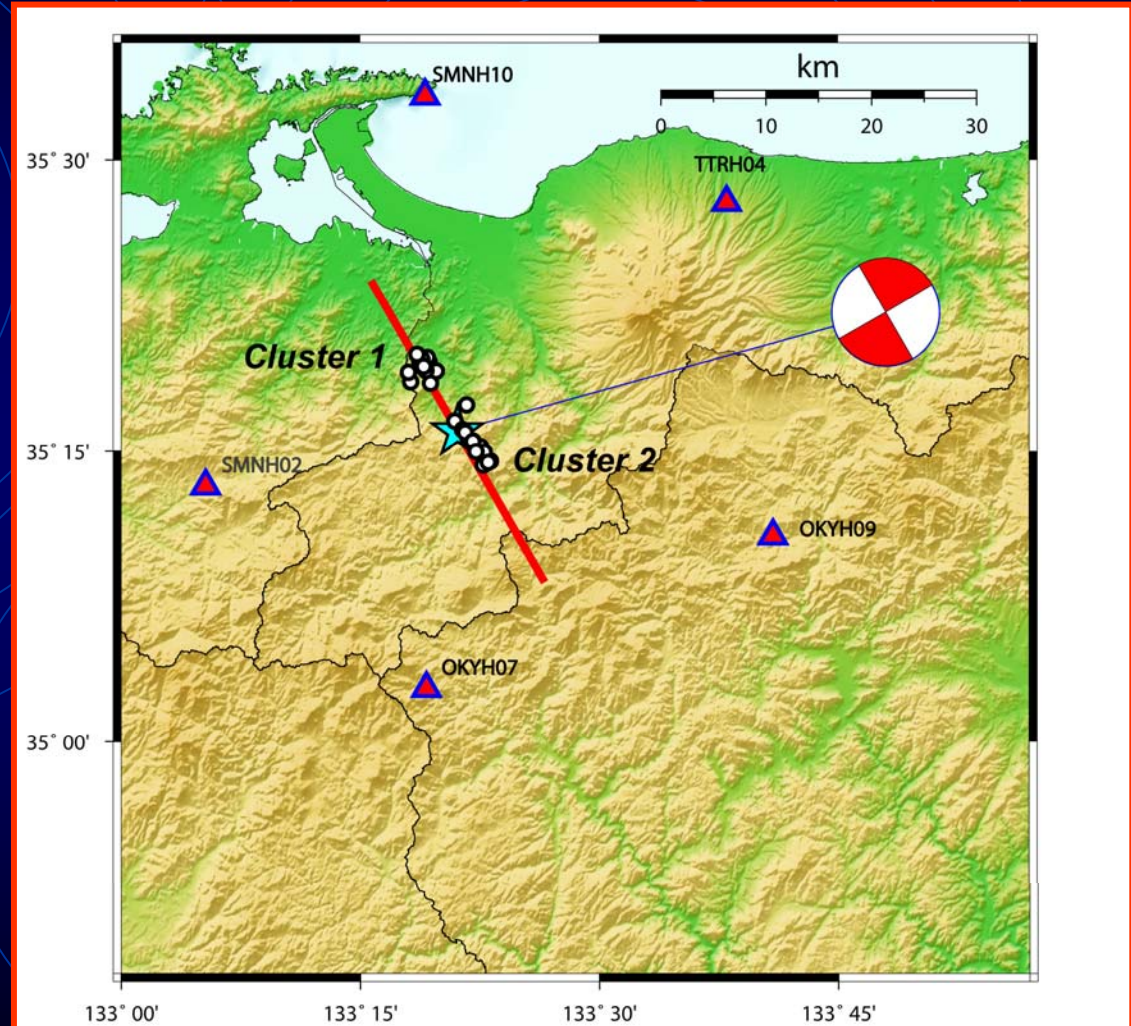 SMNH10
km
0 10 20 30
35° 30'
TTRH04
Cluster 1
35° 15'
Cluster 2
SMNH02
OKYH09
OKYH07
35° 00'
133° 00' 133° 15' 133° 30' 133° 45'